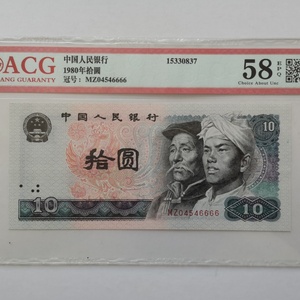 ACG
ANG GUARANTY
中国人民银行
1980年拾圆
冠号: MZ04546666
15330837
58 EPQ
Choice About Unc
中国人民银行
10
拾圆
MZ04546666
10
10